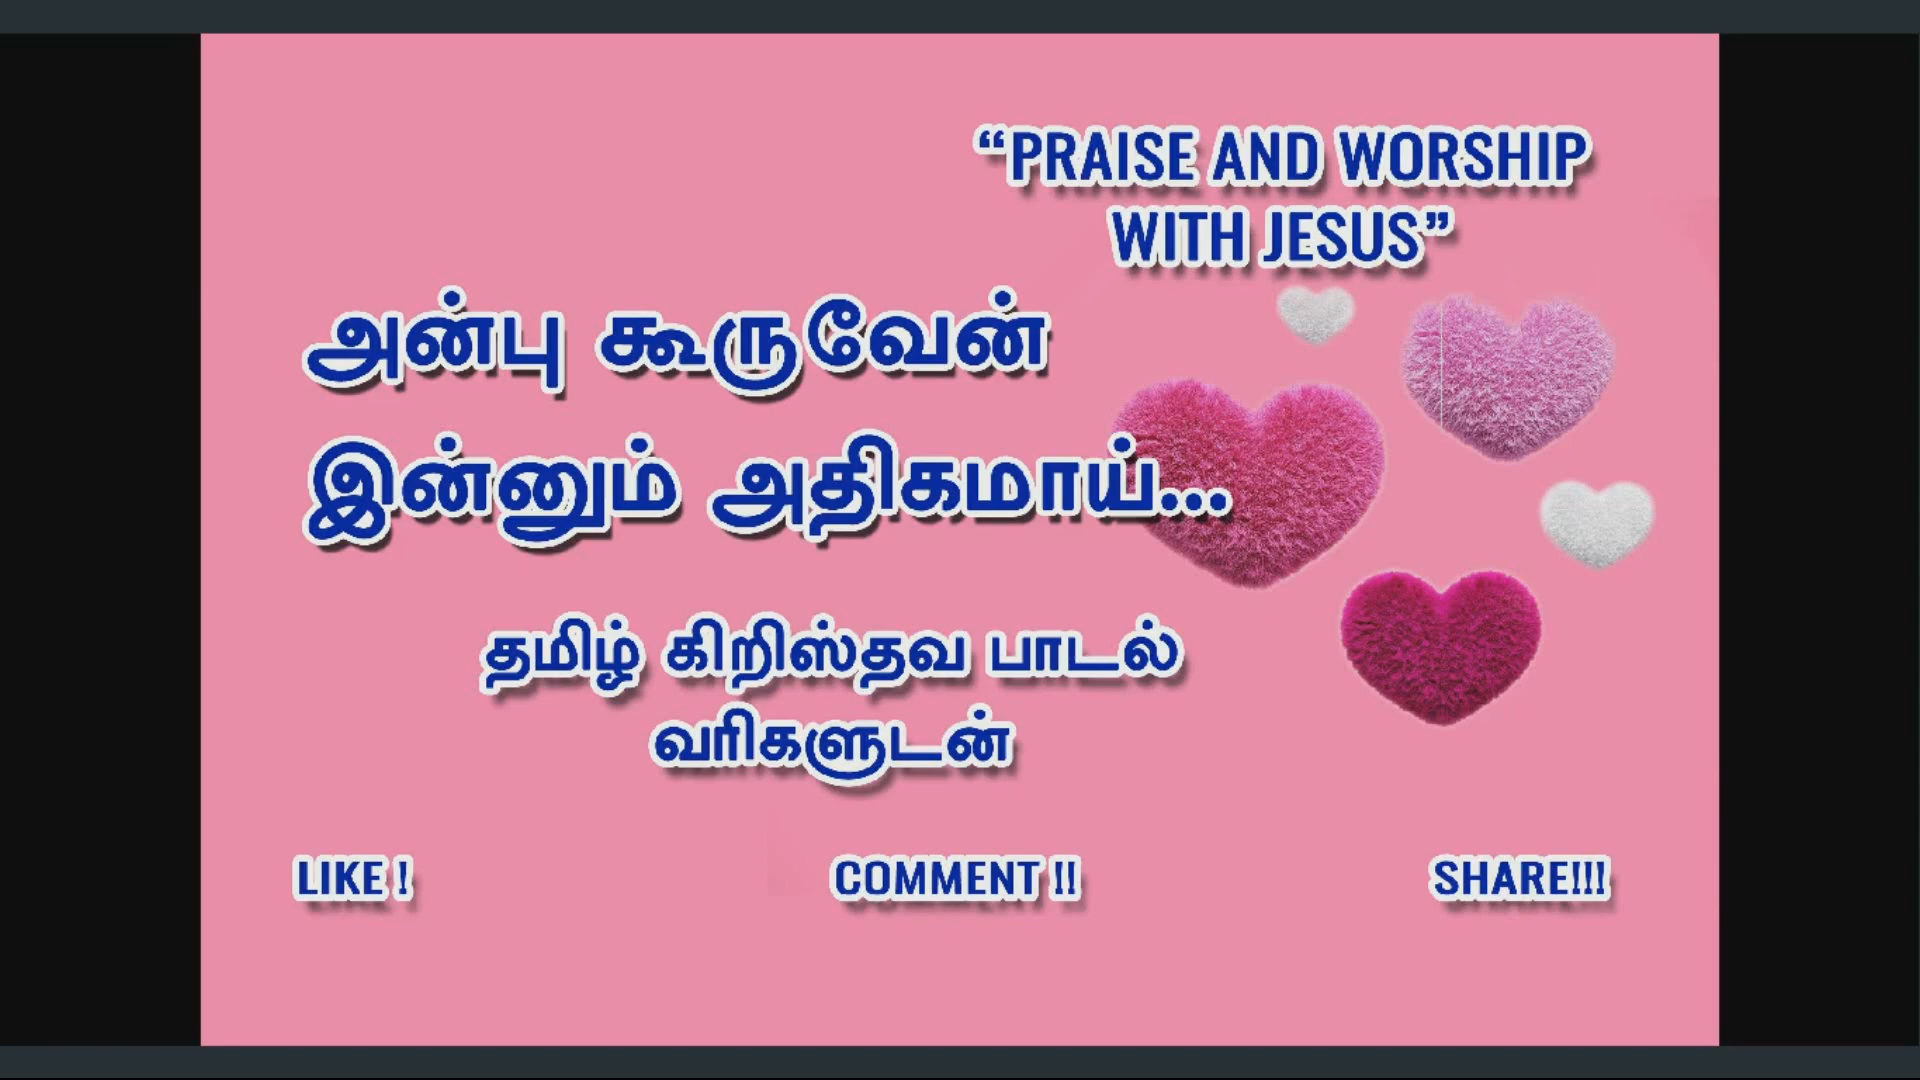 “PRAISE AND WORSHIP
WITH JESUS”
அன்பு கூருவேன்
இன்னும் அதிகமாய்...
தமிழ் கிறிஸ்தவ பாடல்
வரிகளுடன்
LIKE !
COMMENT !!
SHARE!!!